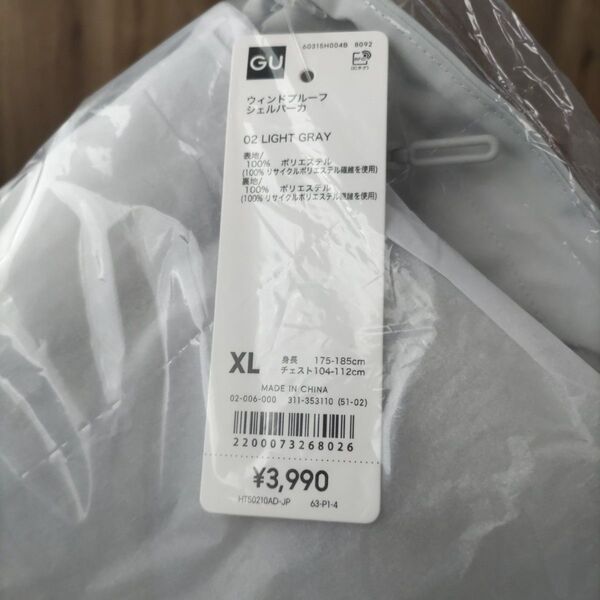 GU
60315H004B 8092
ウィンドプルーフ
シェルパーカ
02 LIGHT GRAY
表地/
100% ポリエステル
(100% リサイクルポリエステル繊維を使用)
裏地/
100% ポリエステル
(100% リサイクルポリエステル繊維を使用)
XL
身長 175-185cm
チェスト 104-112cm
MADE IN CHINA
02-006-000 311-353110 (51-02)
2200073268026
¥3,990
HTS0210AD-JP 63-P1-4